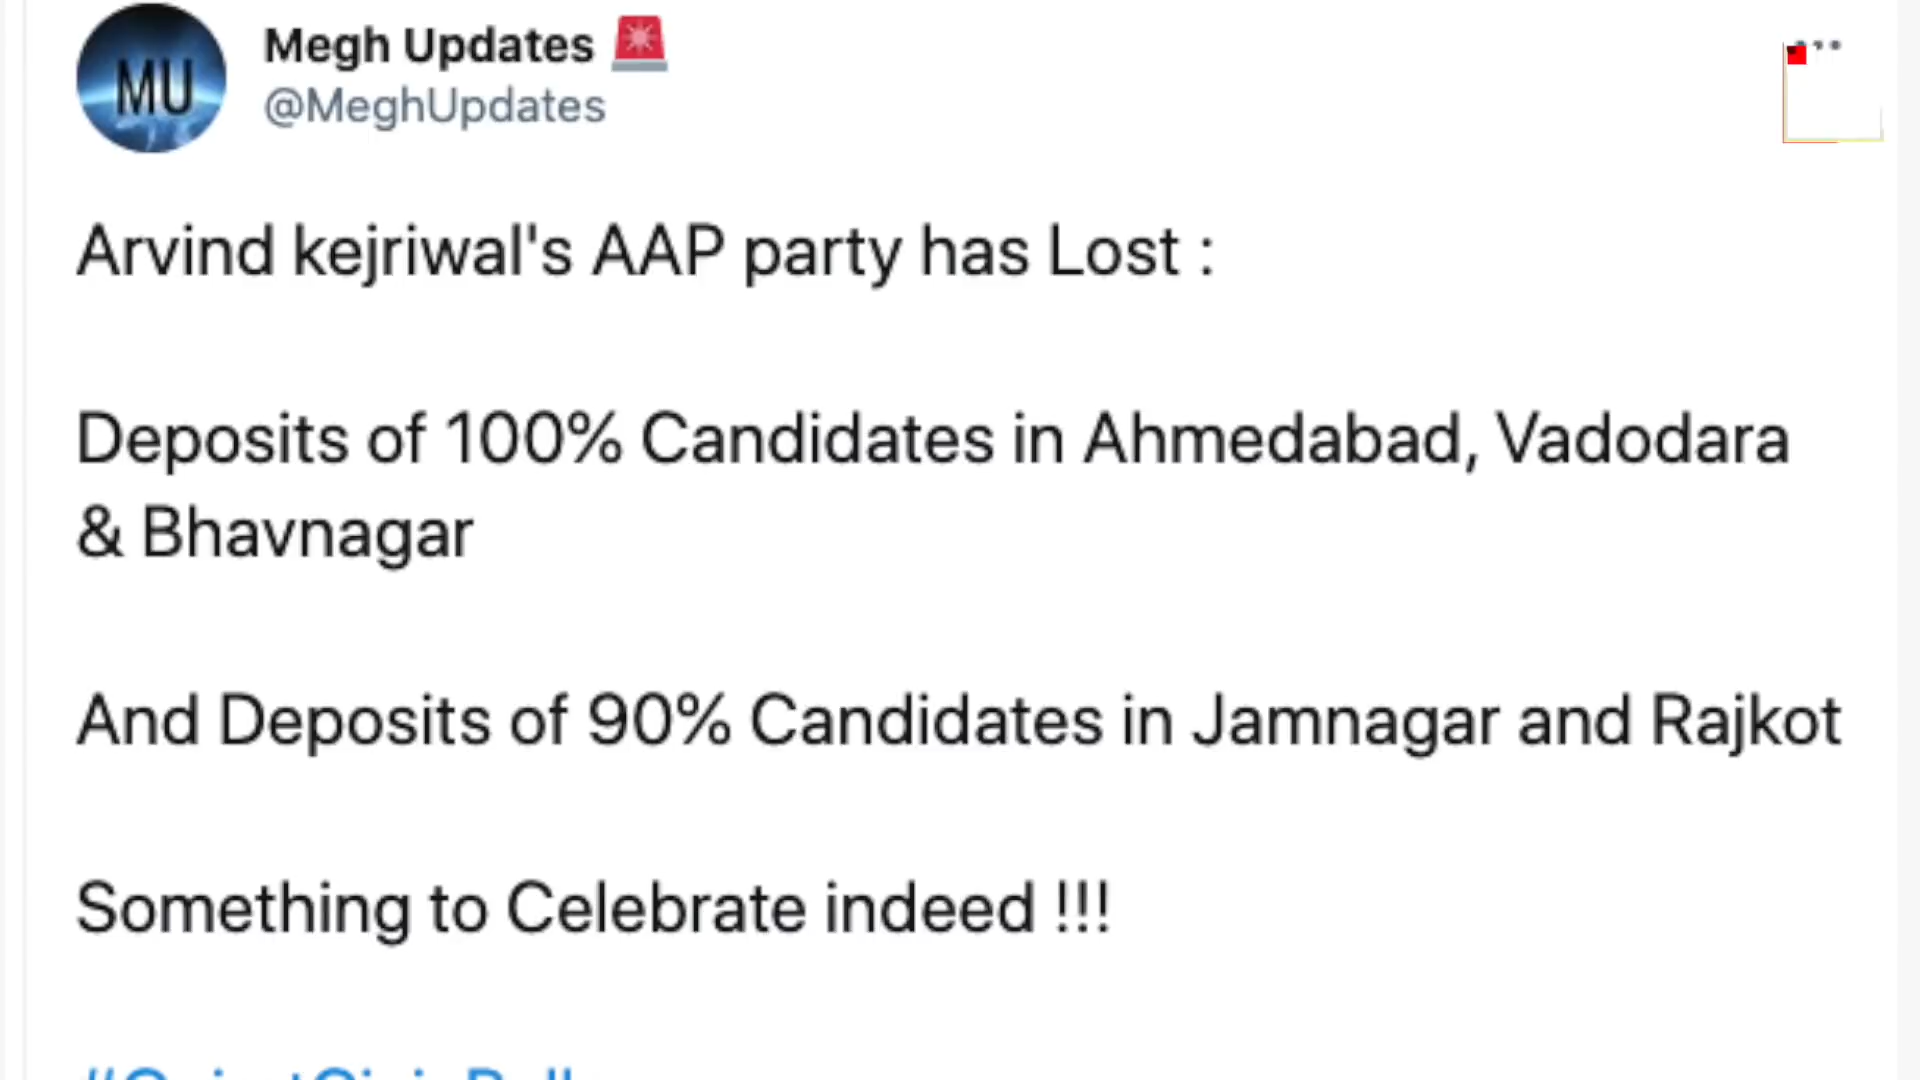 MU
Megh Updates
@MeghUpdates
Arvind kejriwal's AAP party has Lost :
Deposits of 100% Candidates in Ahmedabad, Vadodara
& Bhavnagar
And Deposits of 90% Candidates in Jamnagar and Rajkot
Something to Celebrate indeed !!!